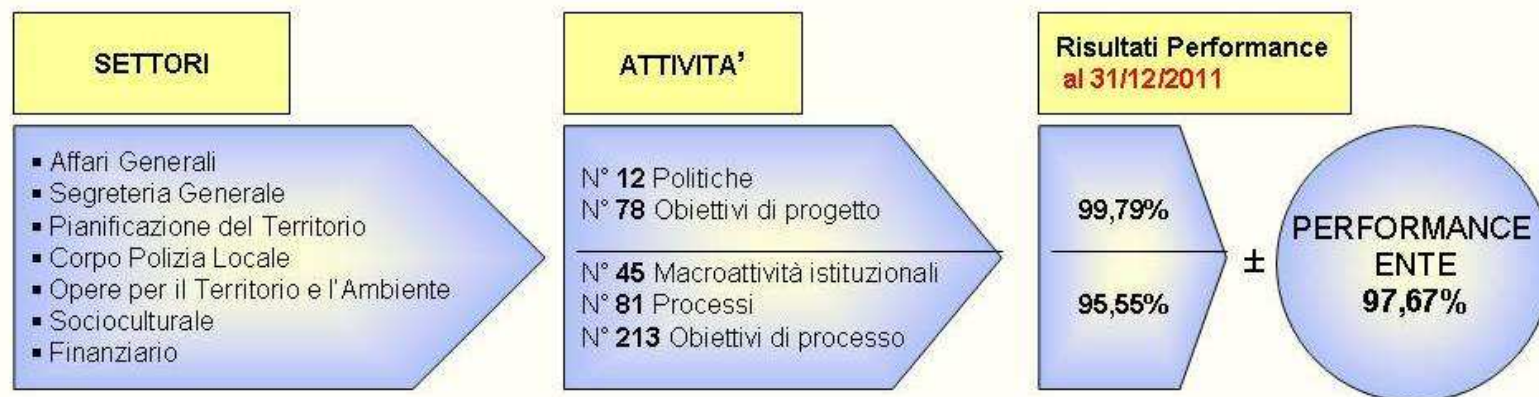 SETTORI
▪ Affari Generali
▪ Segreteria Generale
▪ Pianificazione del Territorio
▪ Corpo Polizia Locale
▪ Opere per il Territorio e l'Ambiente
▪ Socioculturale
▪ Finanziario
ATTIVITA'
N° 12 Politiche
N° 78 Obiettivi di progetto
N° 45 Macroattività istituzionali
N° 81 Processi
N° 213 Obiettivi di processo
Risultati Performance
al 31/12/2011
99,79%
95,55%
±
PERFORMANCE
ENTE
97,67%